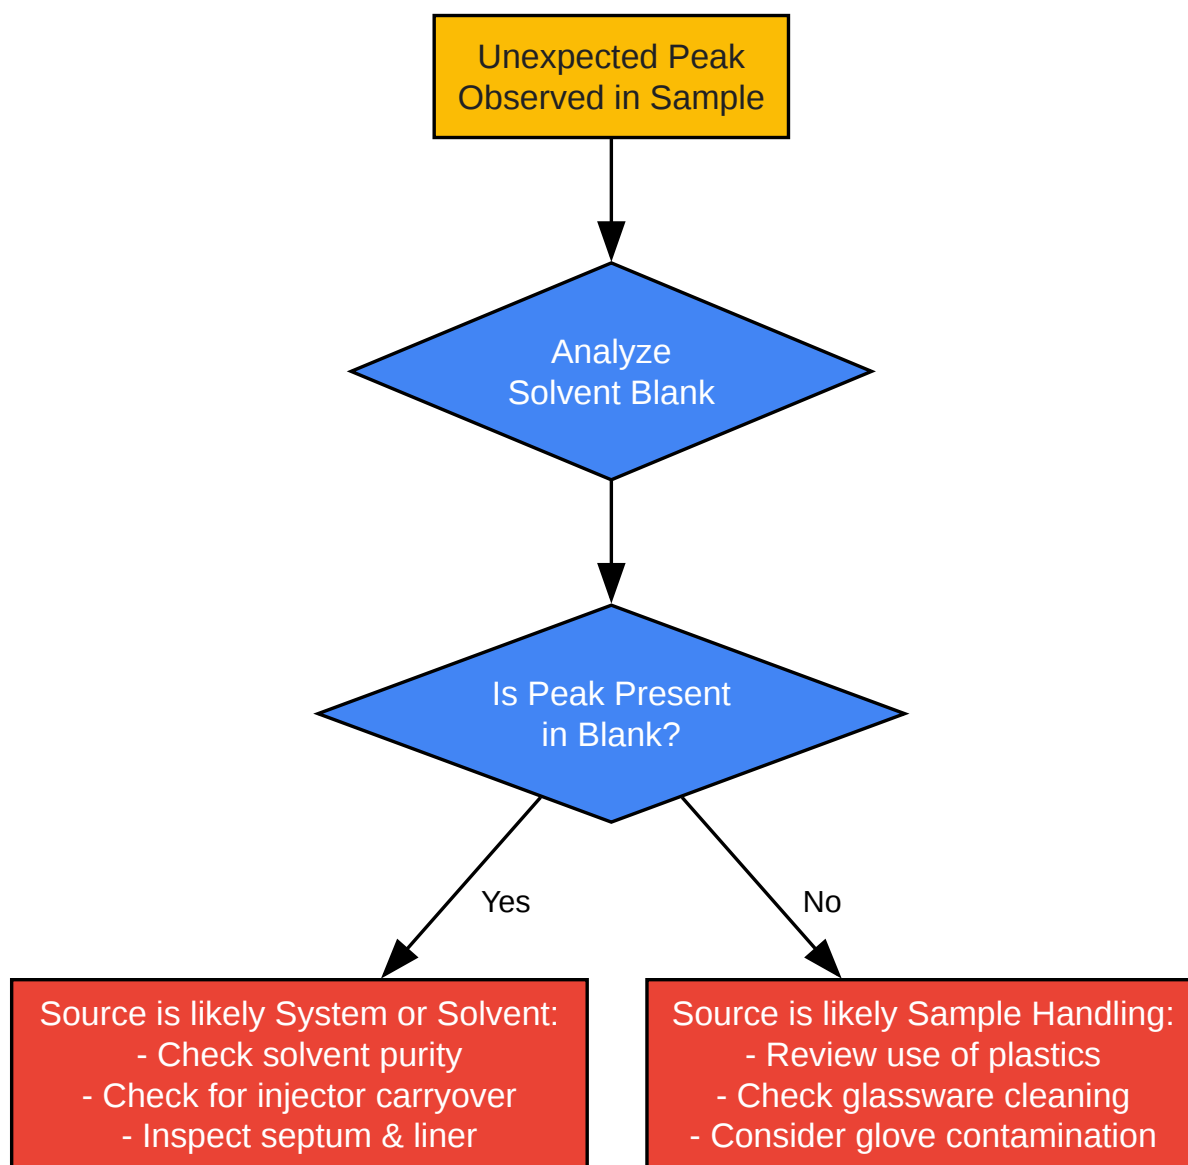 Unexpected Peak
Observed in Sample
Analyze
Solvent Blank
Is Peak Present
in Blank?
Yes
No
Source is likely System or Solvent:
- Check solvent purity
- Check for injector carryover
- Inspect septum & liner
Source is likely Sample Handling:
- Review use of plastics
- Check glassware cleaning
- Consider glove contamination